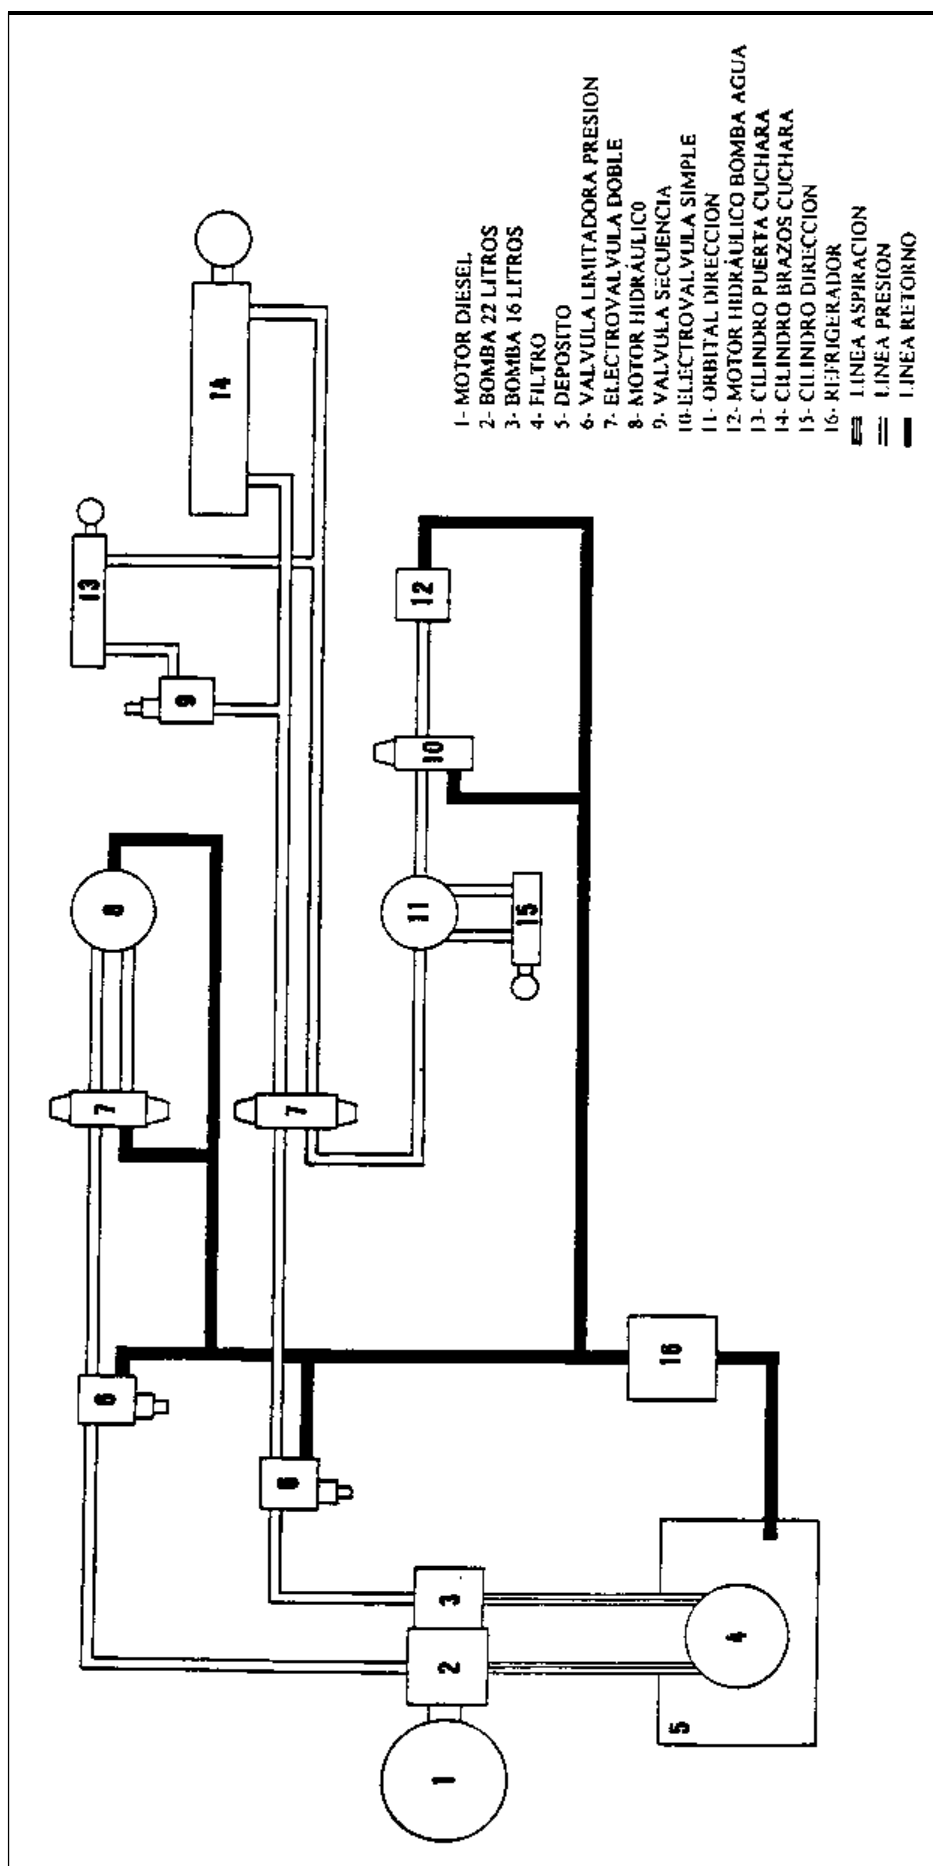 1- MOTOR DIESEL
2- BOMBA 22 LITROS
3- BOMBA 16 LITROS
4- FILTRO
5- DEPOSITO
6- VALVULA LIMITADORA PRESION
7- ELECTROVALVULA DOBLE
8- MOTOR HIDRÁULICO
9- VALVULA SECUENCIA
10- ELECTROVALVULA SIMPLE
11- ORBITAL DIRECCION
12- MOTOR HIDRÁULICO BOMBA AGUA
13- CILINDRO PUERTA CUCHARA
14- CILINDRO BRAZOS CUCHARA
15- CILINDRO DIRECCION
16- REFRIGERADOR
LINEA ASPIRACION
LINEA PRESION
LINEA RETORNO
1
2
3
4
5
6
6
7
7
8
9
10
11
12
13
14
15
16